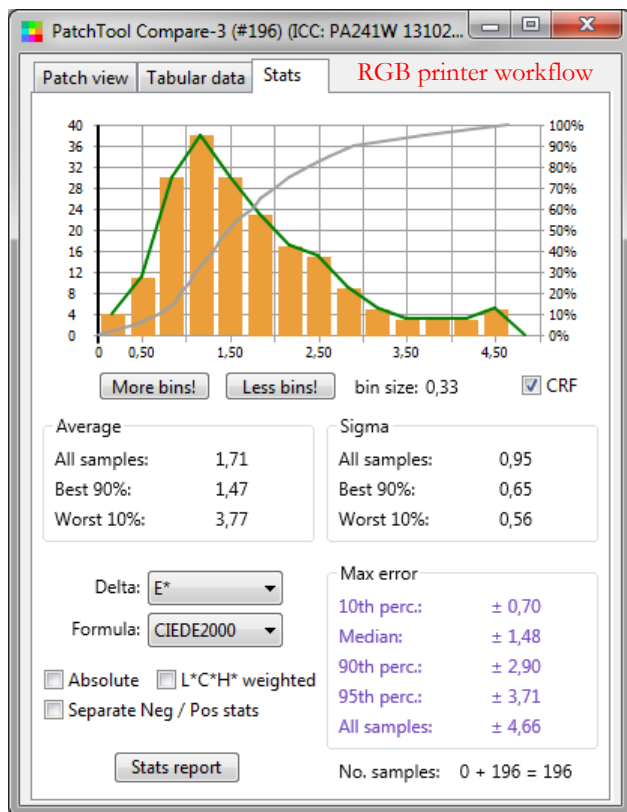 PatchTool Compare-3 (#196) (ICC: PA241W 13102...
Patch view Tabular data Stats RGB printer workflow
40 100%
36 90%
32 80%
28 70%
24 60%
20 50%
16 40%
12 30%
8 20%
4 10%
0 0%
0 0,50 1,50 2,50 3,50 4,50
More bins! Less bins! bin size: 0,33 CRF
Average
All samples: 1,71
Best 90%: 1,47
Worst 10%: 3,77
Sigma
All samples: 0,95
Best 90%: 0,65
Worst 10%: 0,56
Delta: E*
Formula: CIEDE2000
Absolute L*C*H* weighted
Separate Neg / Pos stats
Stats report
Max error
10th perc.: ± 0,70
Median: ± 1,48
90th perc.: ± 2,90
95th perc.: ± 3,71
All samples: ± 4,66
No. samples: 0 + 196 = 196